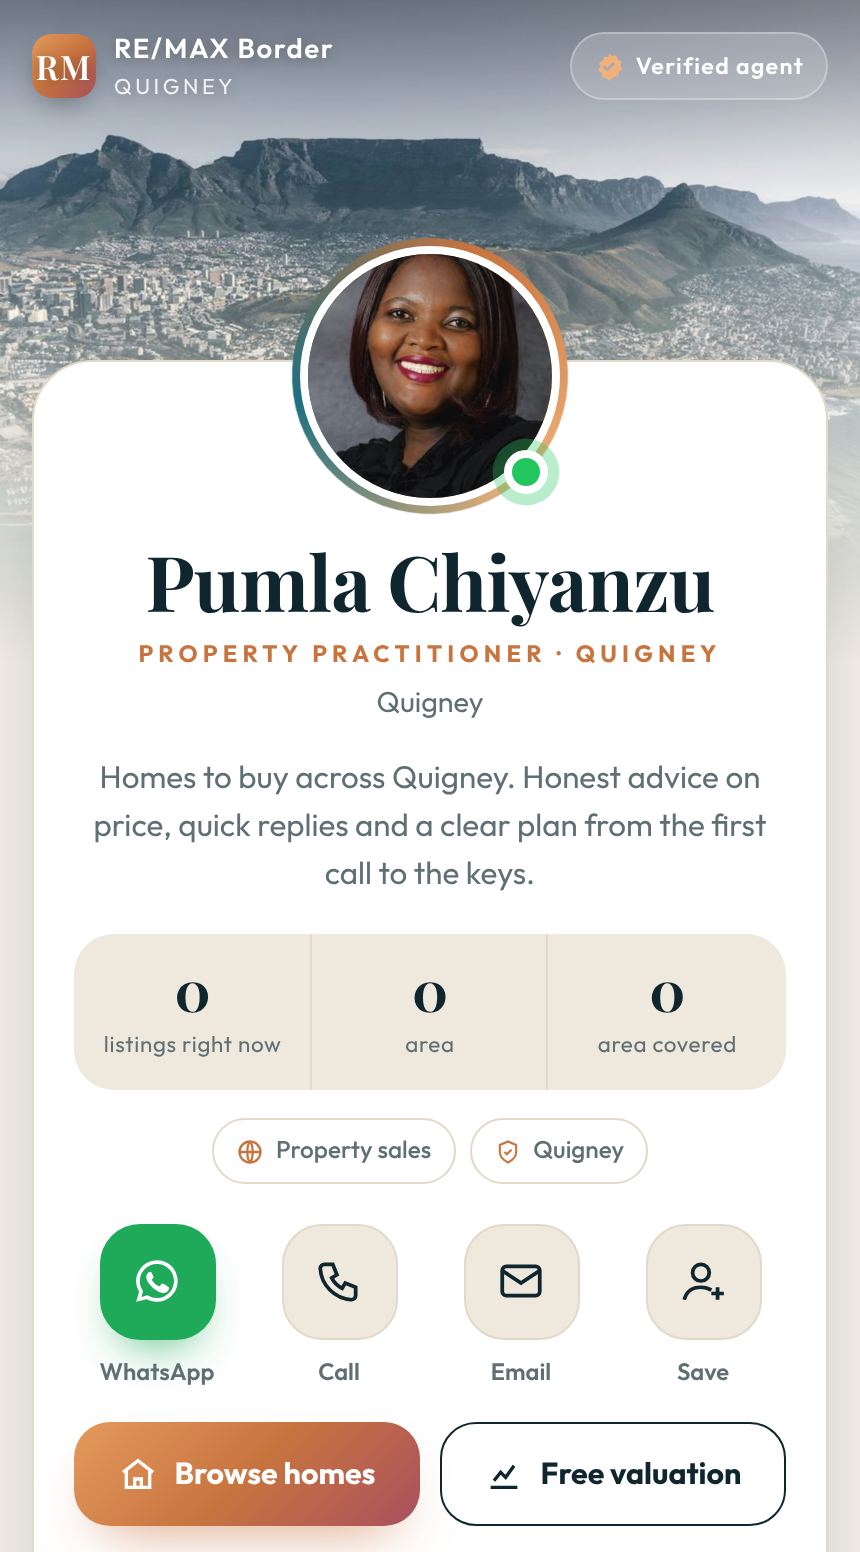 RM
RE/MAX Border
QUIGNEY
Verified agent
Pumla Chiyanzu
PROPERTY PRACTITIONER · QUIGNEY
Quigney
Homes to buy across Quigney. Honest advice on
price, quick replies and a clear plan from the first
call to the keys.
0 0 0
listings right now area area covered
Property sales Quigney
WhatsApp Call Email Save
Browse homes Free valuation